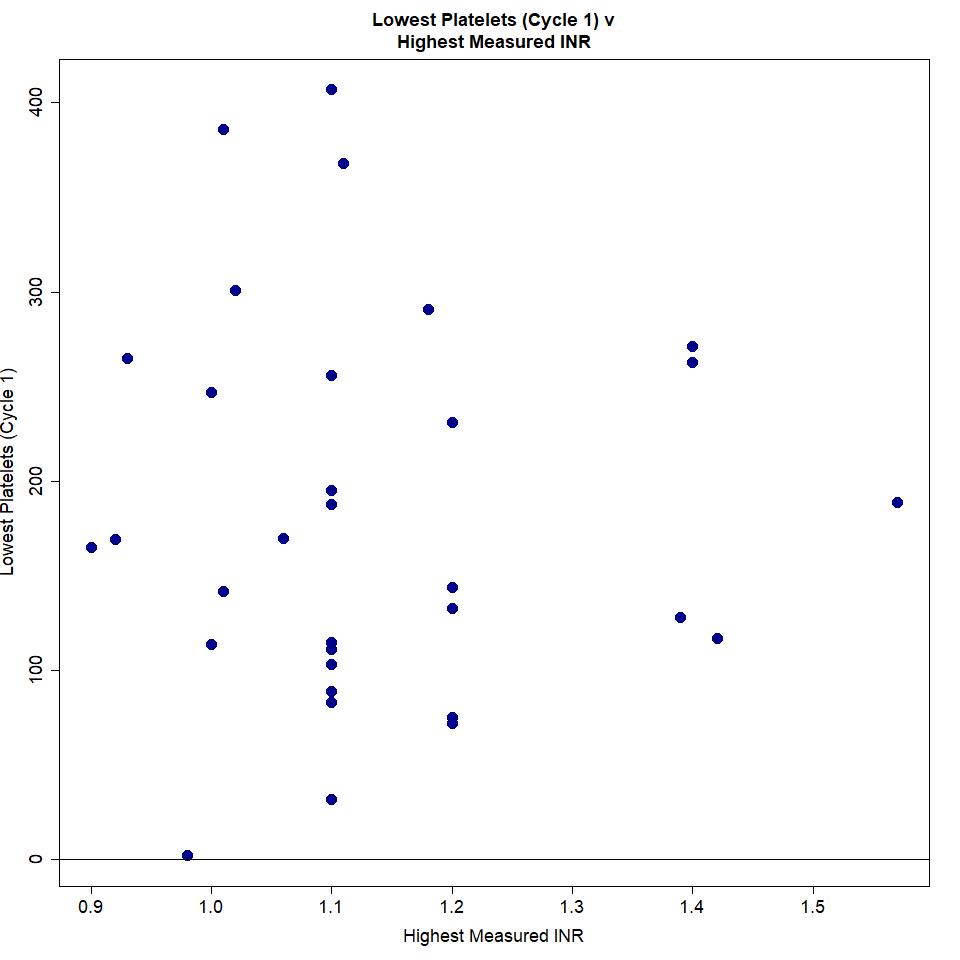 Lowest Platelets (Cycle 1) v
Highest Measured INR
400
300
200
100
0
Lowest Platelets (Cycle 1)
0.9 1.0 1.1 1.2 1.3 1.4 1.5
Highest Measured INR